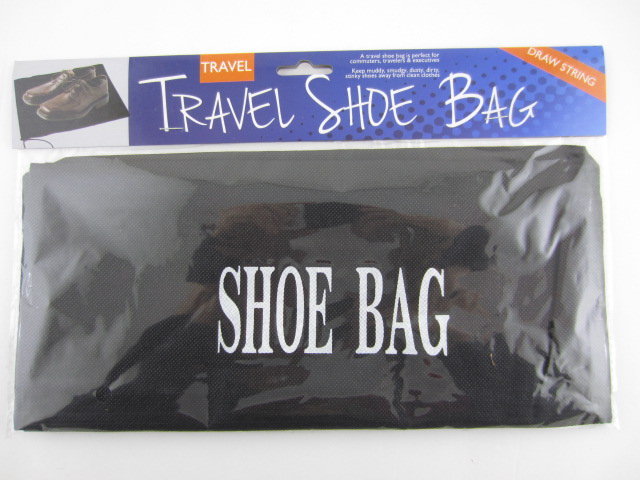 TRAVEL
A travel shoe bag is perfect for
commuters, travelers & executives
Keep muddy, smudgy, dusty, dirty,
stinky shoes away from clean clothes
DRAW STRING
TRAVEL SHOE BAG
SHOE BAG